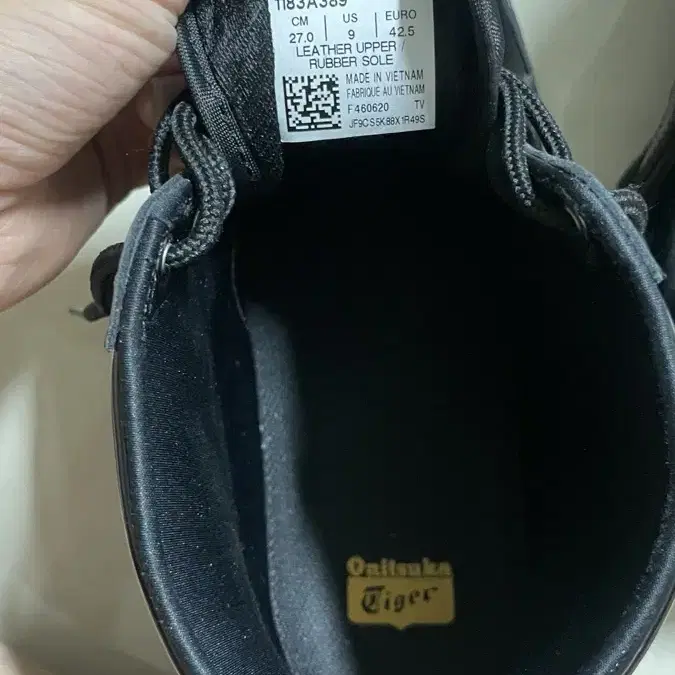 1183A389
CM US EURO
27.0 9 42.5
LEATHER UPPER /
RUBBER SOLE
MADE IN VIETNAM
FABRIQUE AU VIETNAM
F460620 TV
JF9CS5K88X1R49S
Onitsuka
Tiger